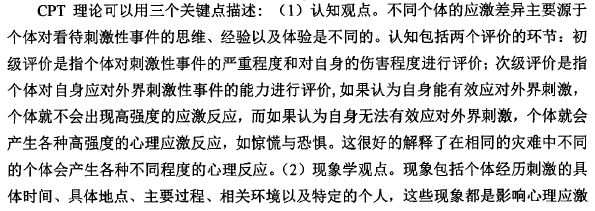 CPT 理论可以用三个关键点描述：（1）认知观点。不同个体的应激差异主要源于
个体对看待刺激性事件的思维、经验以及体验是不同的。认知包括两个评价的环节：初
级评价是指个体对刺激性事件的严重程度和对自身的伤害程度进行评价；次级评价是指
个体对自身应对外界刺激性事件的能力进行评价,如果认为自身能有效应对外界刺激，
个体就不会出现高强度的应激反应，而如果认为自身无法有效应对外界刺激，个体就会
产生各种高强度的心理应激反应，如惊慌与恐惧。这很好的解释了在相同的灾难中不同
的个体会产生各种不同程度的心理反应。（2）现象学观点。现象包括个体经历刺激的具
体时间、具体地点、主要过程、相关环境以及特定的个人，这些现象都是影响心理应激